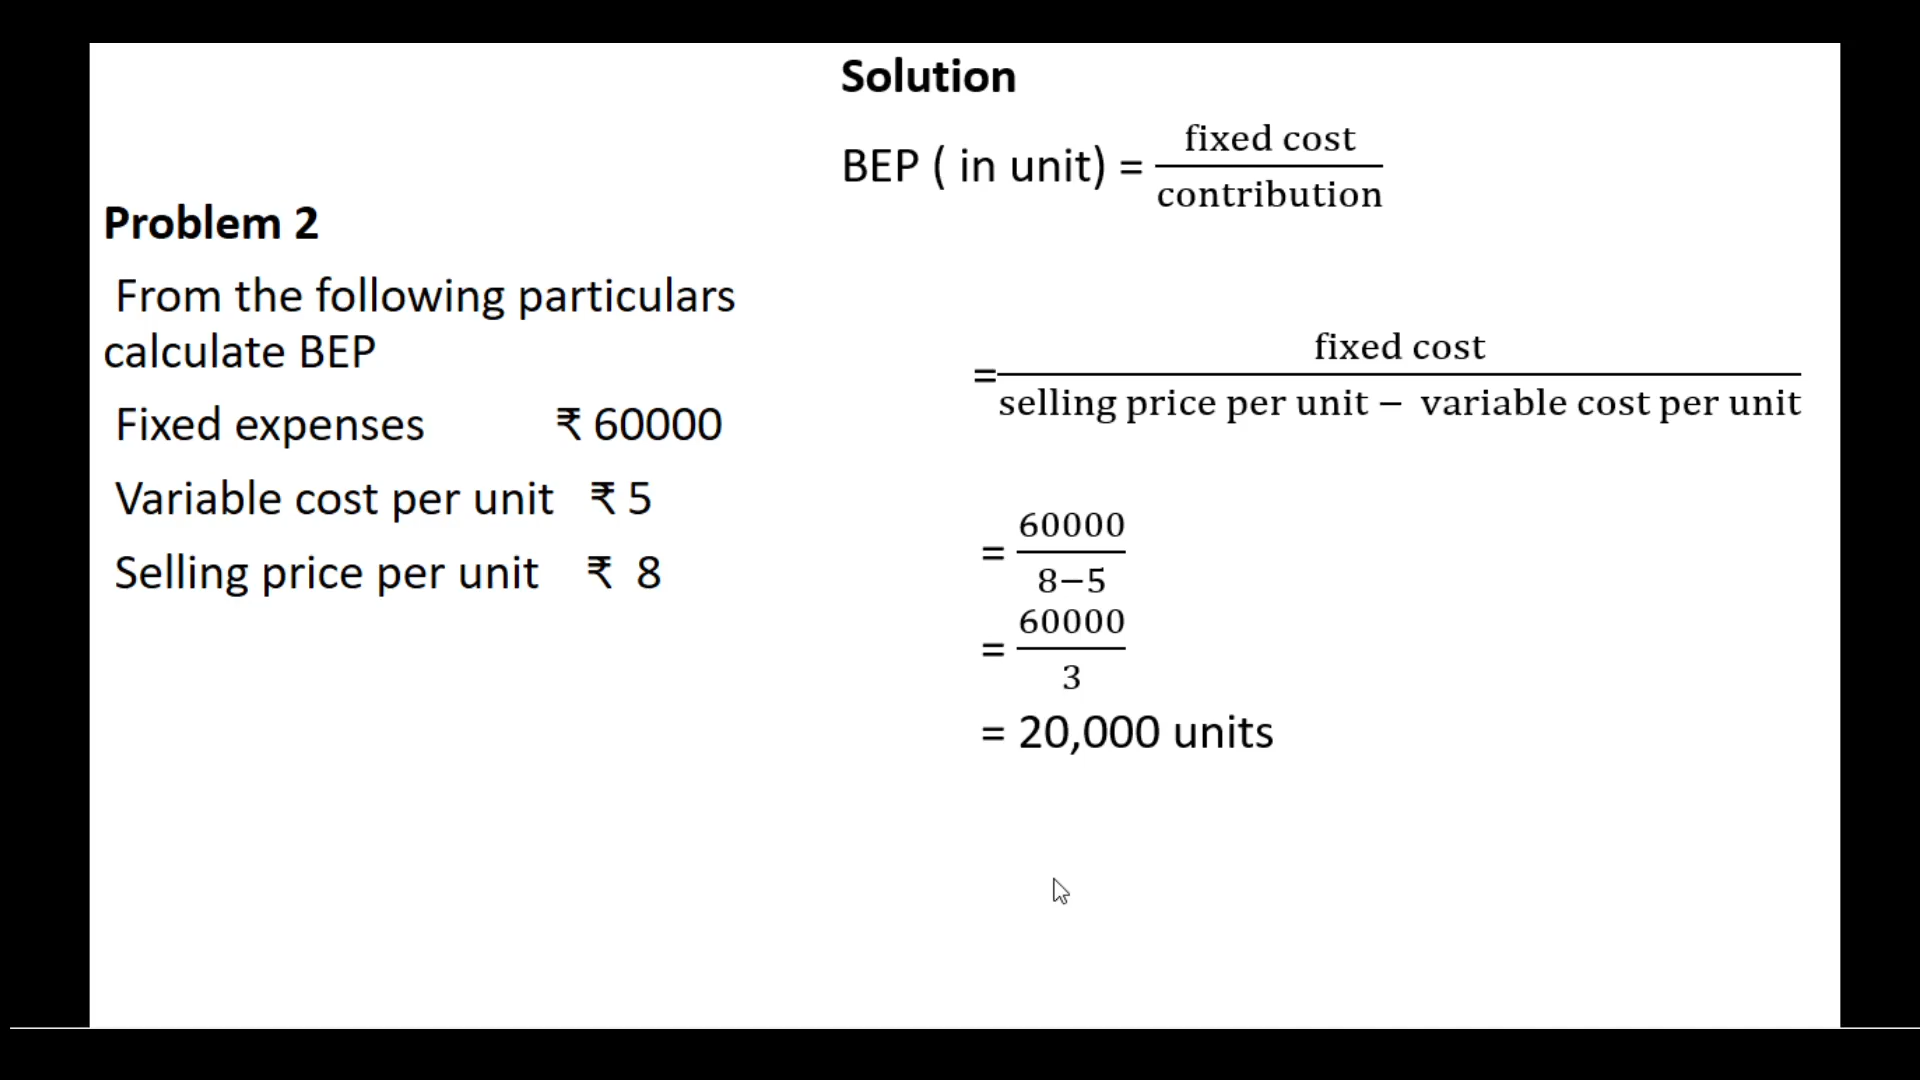 Problem 2
From the following particulars
calculate BEP
Fixed expenses ₹ 60000
Variable cost per unit ₹ 5
Selling price per unit ₹ 8
Solution
BEP ( in unit) = fixed cost / contribution
= fixed cost / selling price per unit − variable cost per unit
= 60000 / 8−5
= 60000 / 3
= 20,000 units